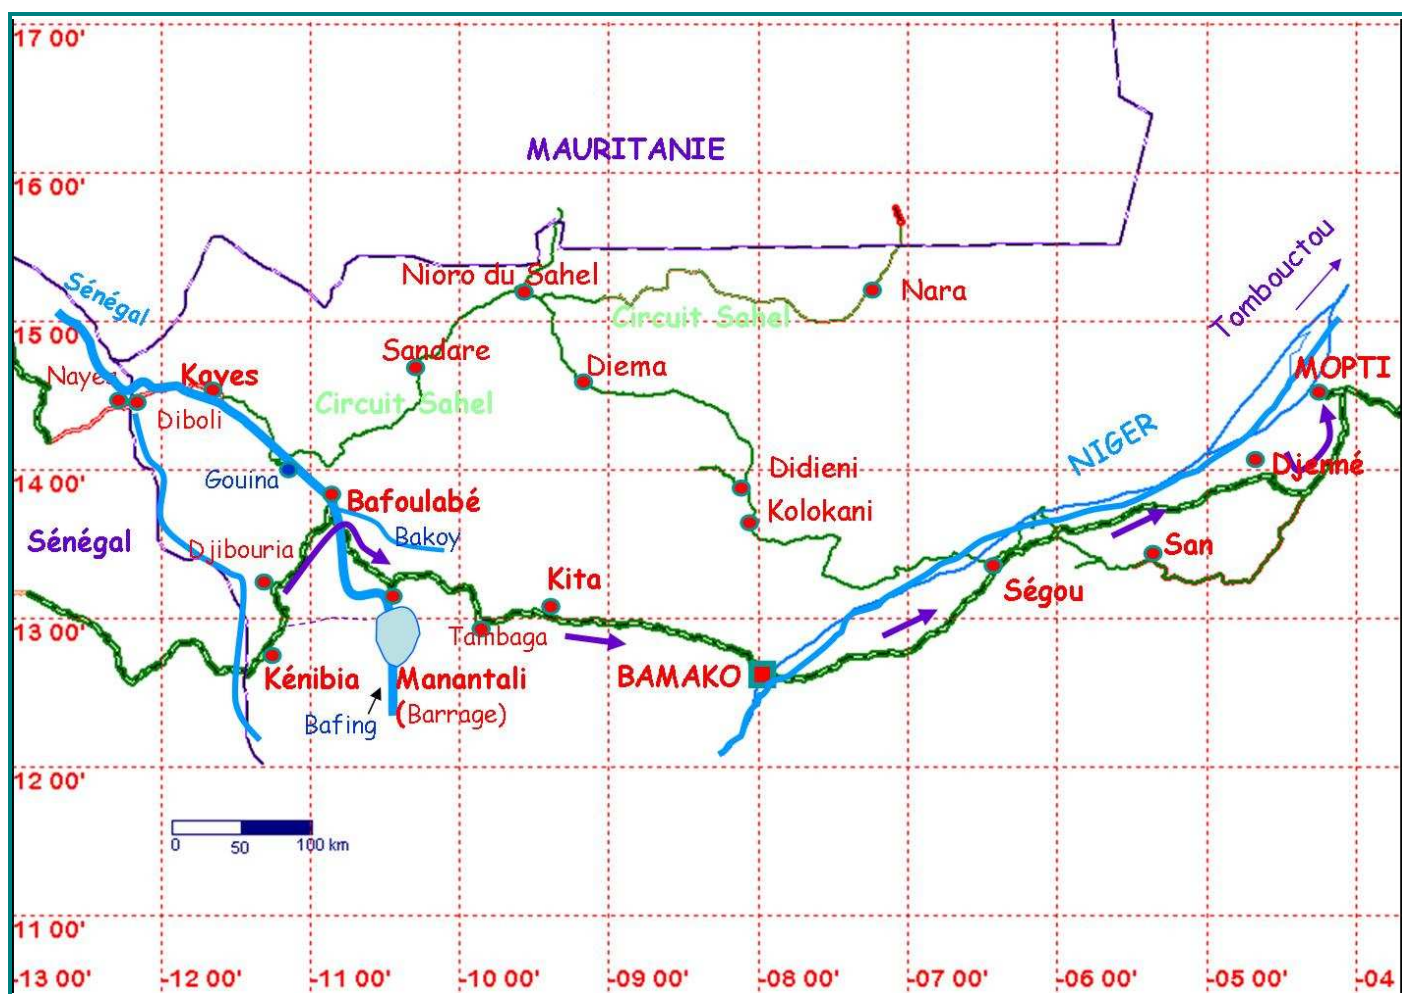 17 00'
MAURITANIE
16 00'
Tombouctou
Nioro du Sahel
Nara
Sénégal
Circuit Sahel
15 00'
Sandare
Diema
MOPTI
Nayes
Kayes
Circuit Sahel
Diboli
NIGER
Gouina
Didieni
Djenné
14 00'
Bafoulabé
Kolokani
Sénégal
Djibouria
Bakoy
San
Kita
Ségou
13 00'
Tambaga
Kénibia
Manantali
BAMAKO
(Barrage)
Bafing
12 00'
0
50
100 km
11 00'
-13 00'
-12 00'
-11 00'
-10 00'
-09 00'
-08 00'
-07 00'
-06 00'
-05 00'
-04